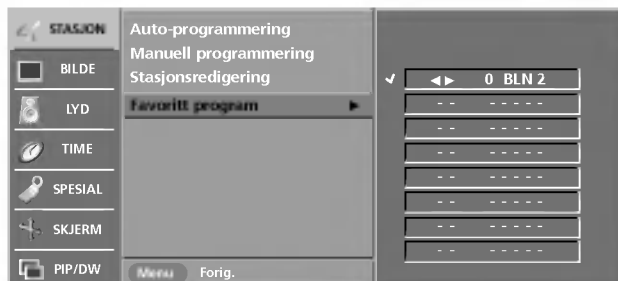 STASJON
BILDE
LYD
TIME
SPESIAL
SKJERM
PIP/DW
Auto-programmering
Manuell programmering
Stasjonsredigering
Favoritt program
Menu Forig.
0 BLN 2
- - - - - - -
- - - - - - -
- - - - - - -
- - - - - - -
- - - - - - -
- - - - - - -
- - - - - - -